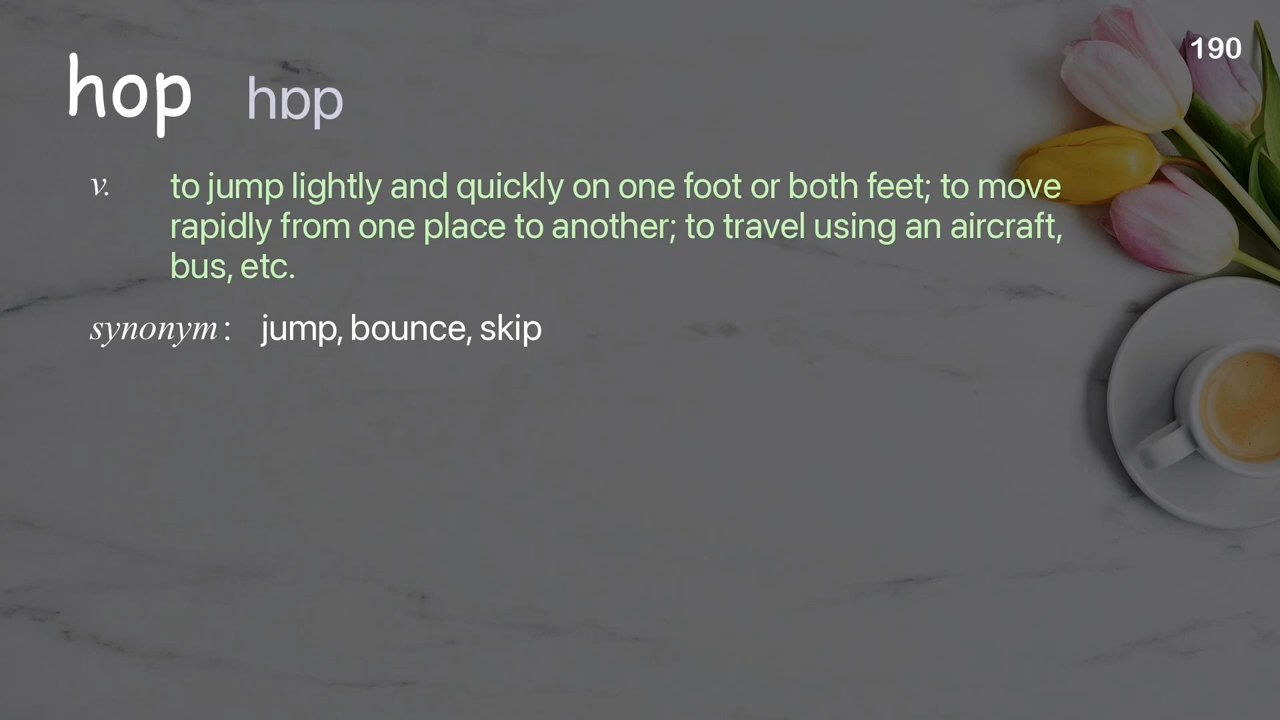 190
hop hɒp
v. to jump lightly and quickly on one foot or both feet; to move
rapidly from one place to another; to travel using an aircraft,
bus, etc.
synonym: jump, bounce, skip